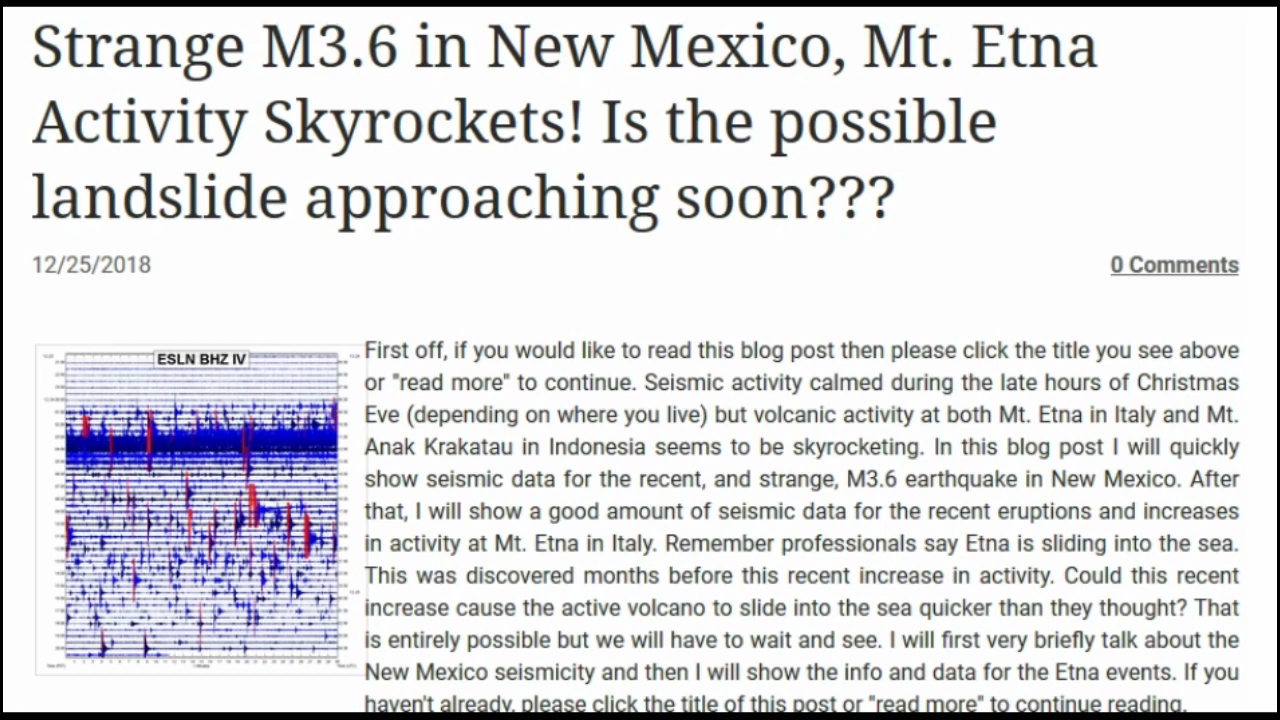 Strange M3.6 in New Mexico, Mt. Etna
Activity Skyrockets! Is the possible
landslide approaching soon???
12/25/2018
0 Comments
ESLN BHZ IV
First off, if you would like to read this blog post then please click the title you see above
or "read more" to continue. Seismic activity calmed during the late hours of Christmas
Eve (depending on where you live) but volcanic activity at both Mt. Etna in Italy and Mt.
Anak Krakatau in Indonesia seems to be skyrocketing. In this blog post I will quickly
show seismic data for the recent, and strange, M3.6 earthquake in New Mexico. After
that, I will show a good amount of seismic data for the recent eruptions and increases
in activity at Mt. Etna in Italy. Remember professionals say Etna is sliding into the sea.
This was discovered months before this recent increase in activity. Could this recent
increase cause the active volcano to slide into the sea quicker than they thought? That
is entirely possible but we will have to wait and see. I will first very briefly talk about the
New Mexico seismicity and then I will show the info and data for the Etna events. If you
haven't already, please click the title of this post or "read more" to continue reading.